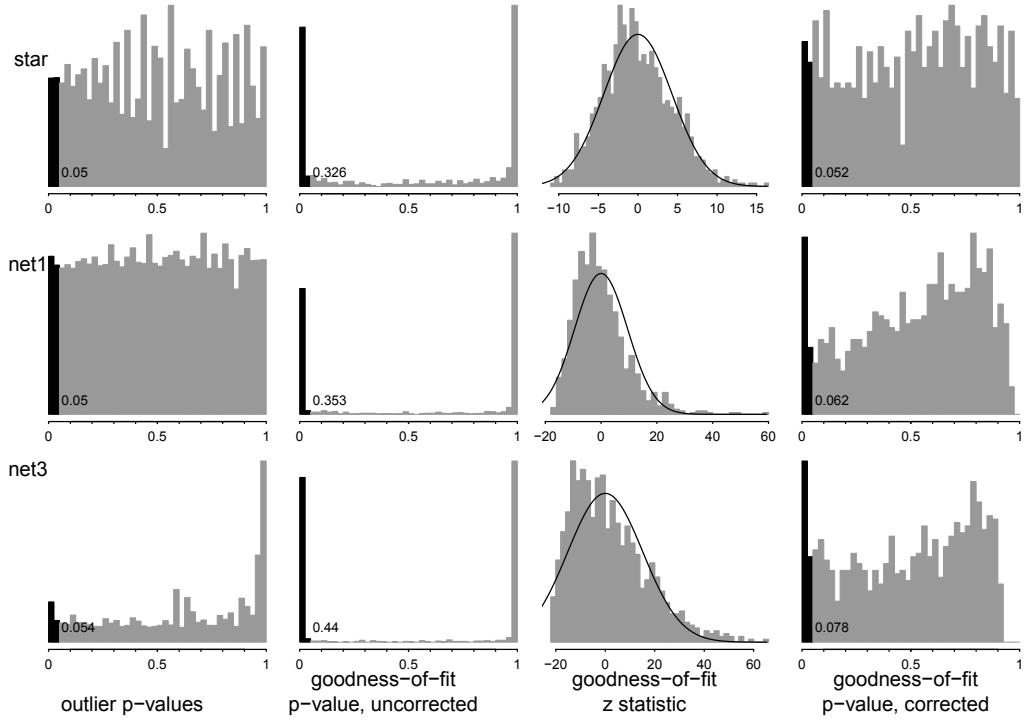 star
0.05
0.326
0.052
0 0.5 1
0 0.5 1
−10 −5 0 5 10 15
0 0.5 1
net1
0.05
0.353
0.062
0 0.5 1
0 0.5 1
−20 0 20 40 60
0 0.5 1
net3
0.054
0.44
0.078
0 0.5 1
0 0.5 1
−20 0 20 40 60
0 0.5 1
outlier p−values
goodness−of−fit
p−value, uncorrected
goodness−of−fit
z statistic
goodness−of−fit
p−value, corrected